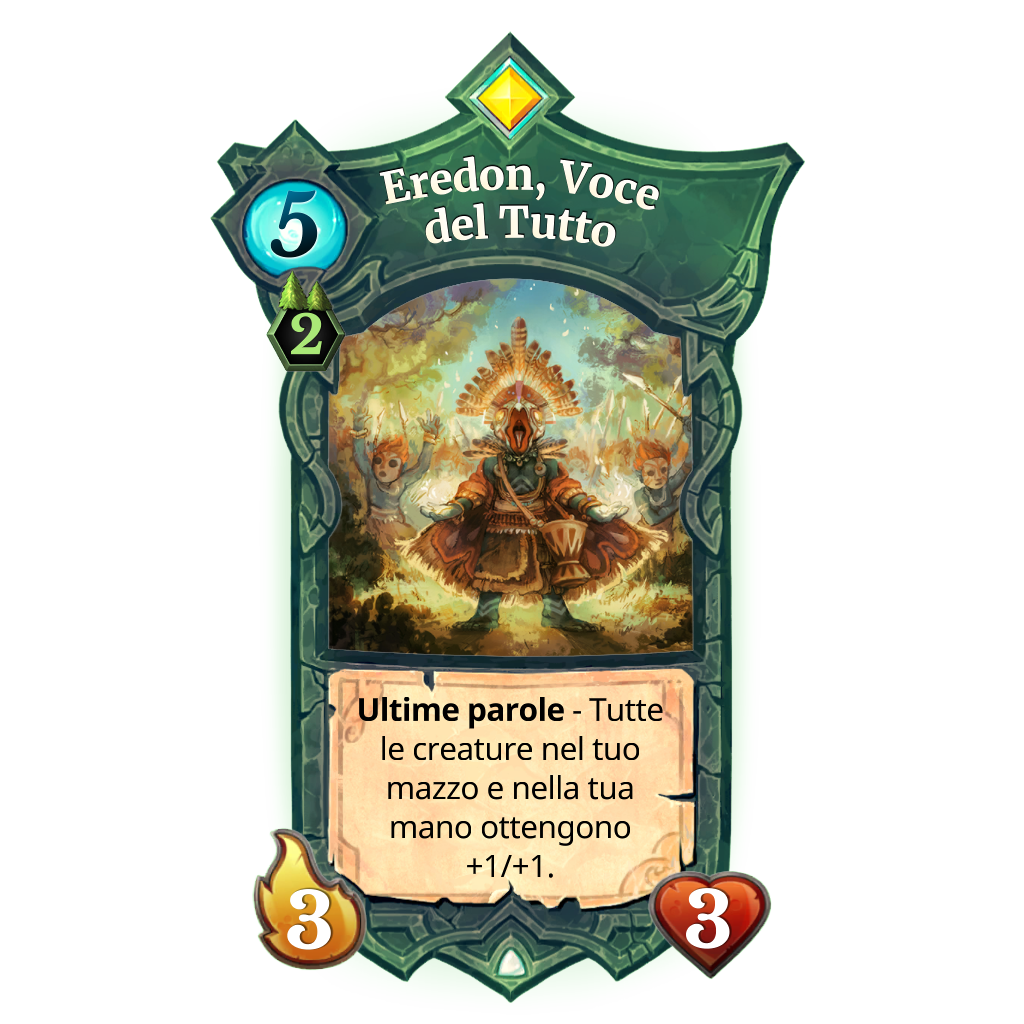 Eredon, Voce
del Tutto
5
2
Ultime parole - Tutte
le creature nel tuo
mazzo e nella tua
mano ottengono
+1/+1.
3
3